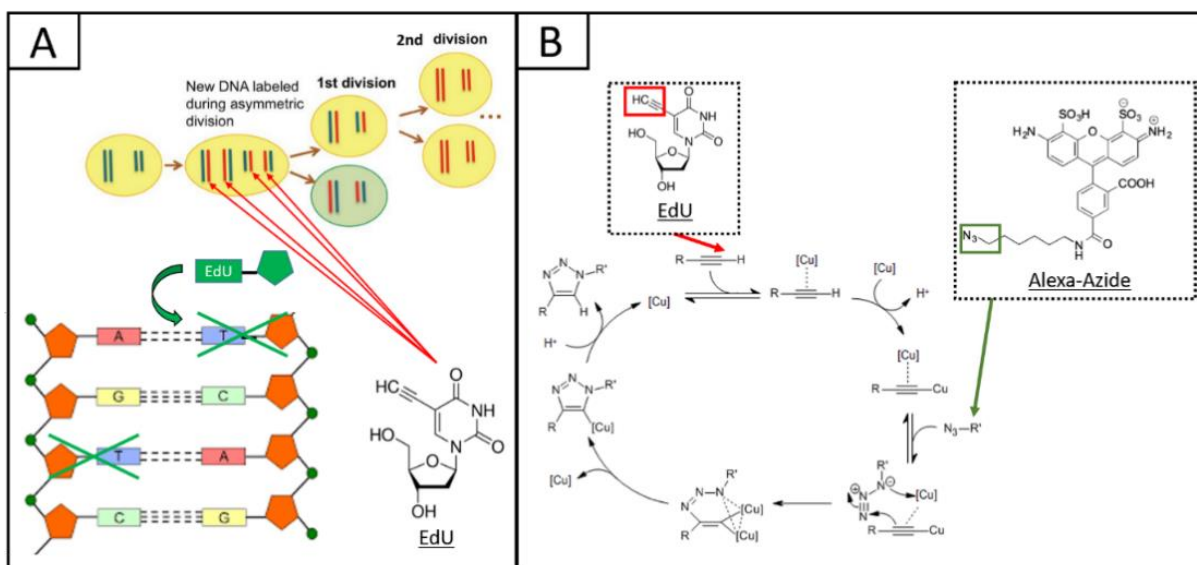 A
2nd division
1st division
New DNA labeled
during asymmetric
division
...
EdU
A
T
G
C
T
A
C
G
HC
O
NH
N
O
HO
O
OH
EdU
B
HC
O
NH
HO
N
O
O
OH
EdU
SO₃H
SO₃
⊖
H₂N
O
NH₂
⊕
COOH
N₃
N
H
O
Alexa-Azide
R
H
[Cu]
R
H
[Cu]
H⁺
[Cu]
R
Cu
N₃-R'
R'
N
⊖
⊕
N
N
[Cu]
R
Cu
R'
N
N
N
[Cu]
R
[Cu]
[Cu]
N
N
N
R'
R
[Cu]
H⁺
N
N
N
R'
R
H
[Cu]